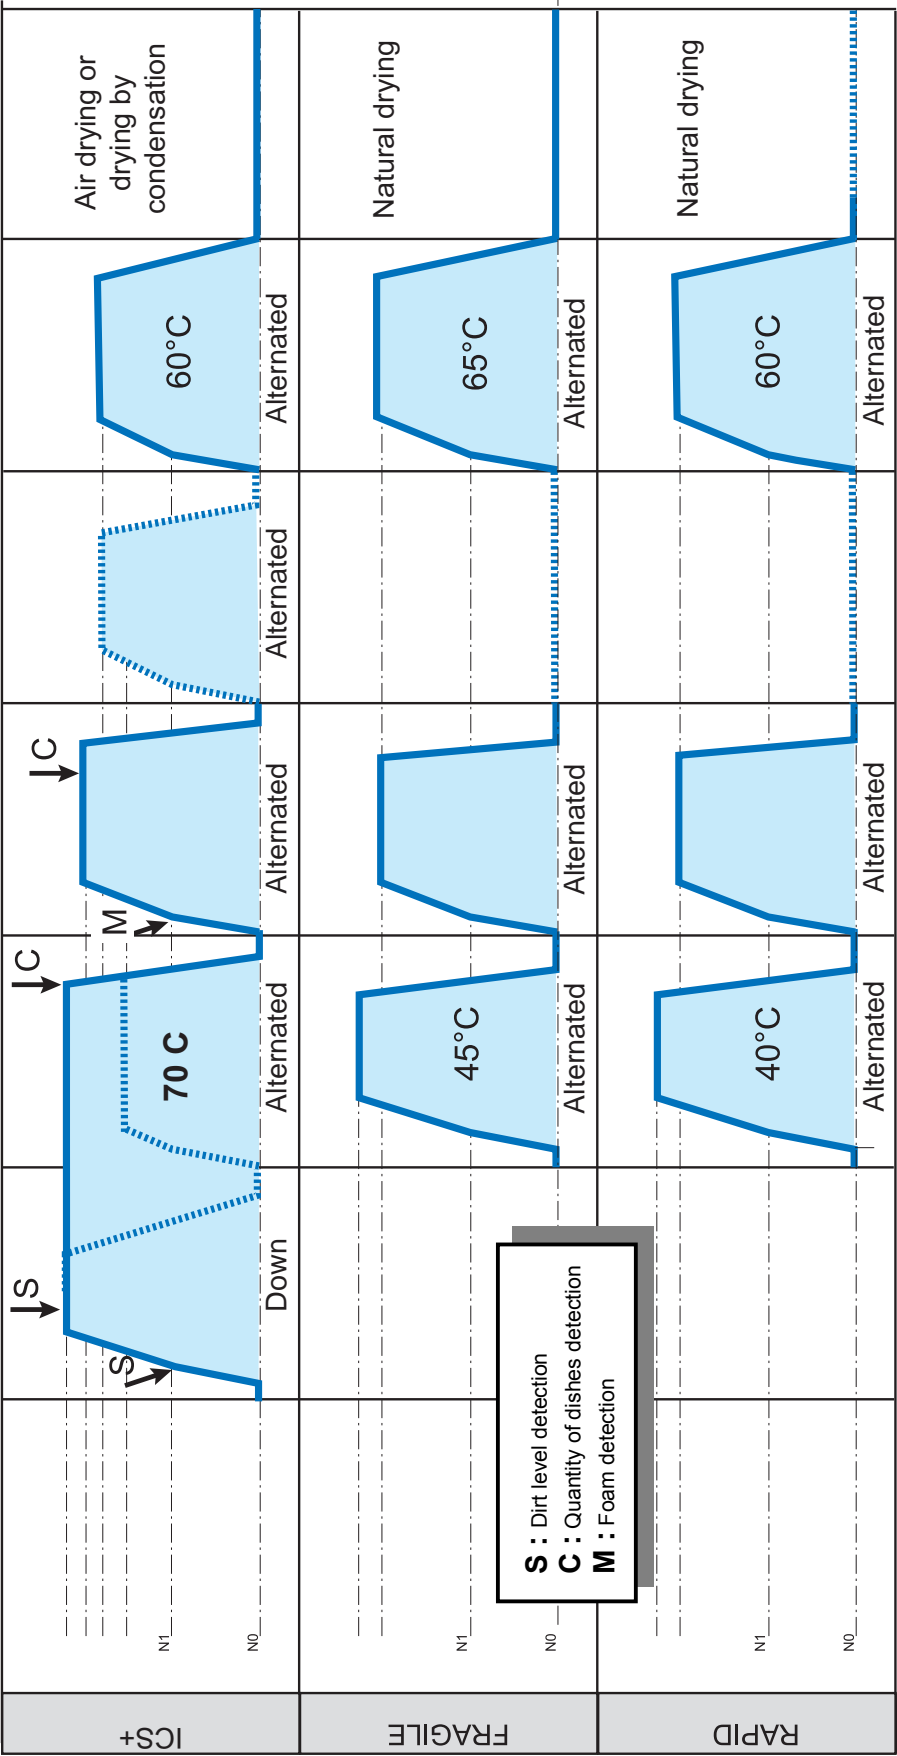 ICS+
N1
N0
S
S
Down
C
70 C
Alternated
M
C
Alternated
Alternated
60°C
Alternated
Air drying or
drying by
condensation
FRAGILE
N1
N0
45°C
Alternated
Alternated
65°C
Alternated
Natural drying
S : Dirt level detection
C : Quantity of dishes detection
M : Foam detection
RAPID
N1
N0
40°C
Alternated
Alternated
60°C
Alternated
Natural drying